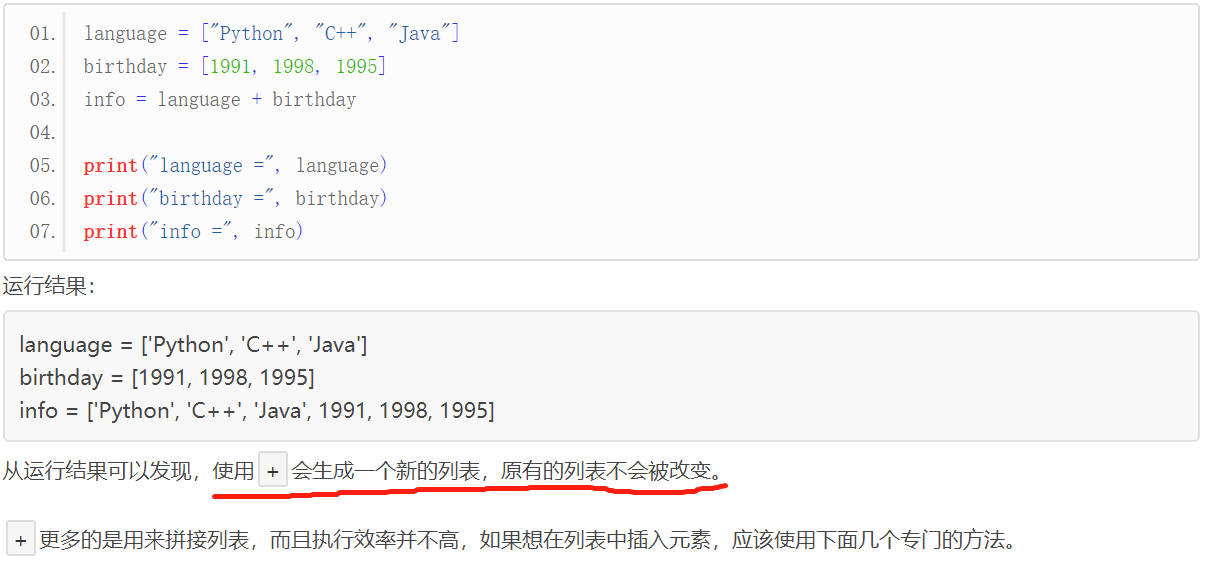 01. language = ["Python", "C++", "Java"]
02. birthday = [1991, 1998, 1995]
03. info = language + birthday
04.
05. print("language =", language)
06. print("birthday =", birthday)
07. print("info =", info)
运行结果：
language = ['Python', 'C++', 'Java']
birthday = [1991, 1998, 1995]
info = ['Python', 'C++', 'Java', 1991, 1998, 1995]
从运行结果可以发现，使用 + 会生成一个新的列表，原有的列表不会被改变。
+ 更多的是用来拼接列表，而且执行效率并不高，如果想在列表中插入元素，应该使用下面几个专门的方法。